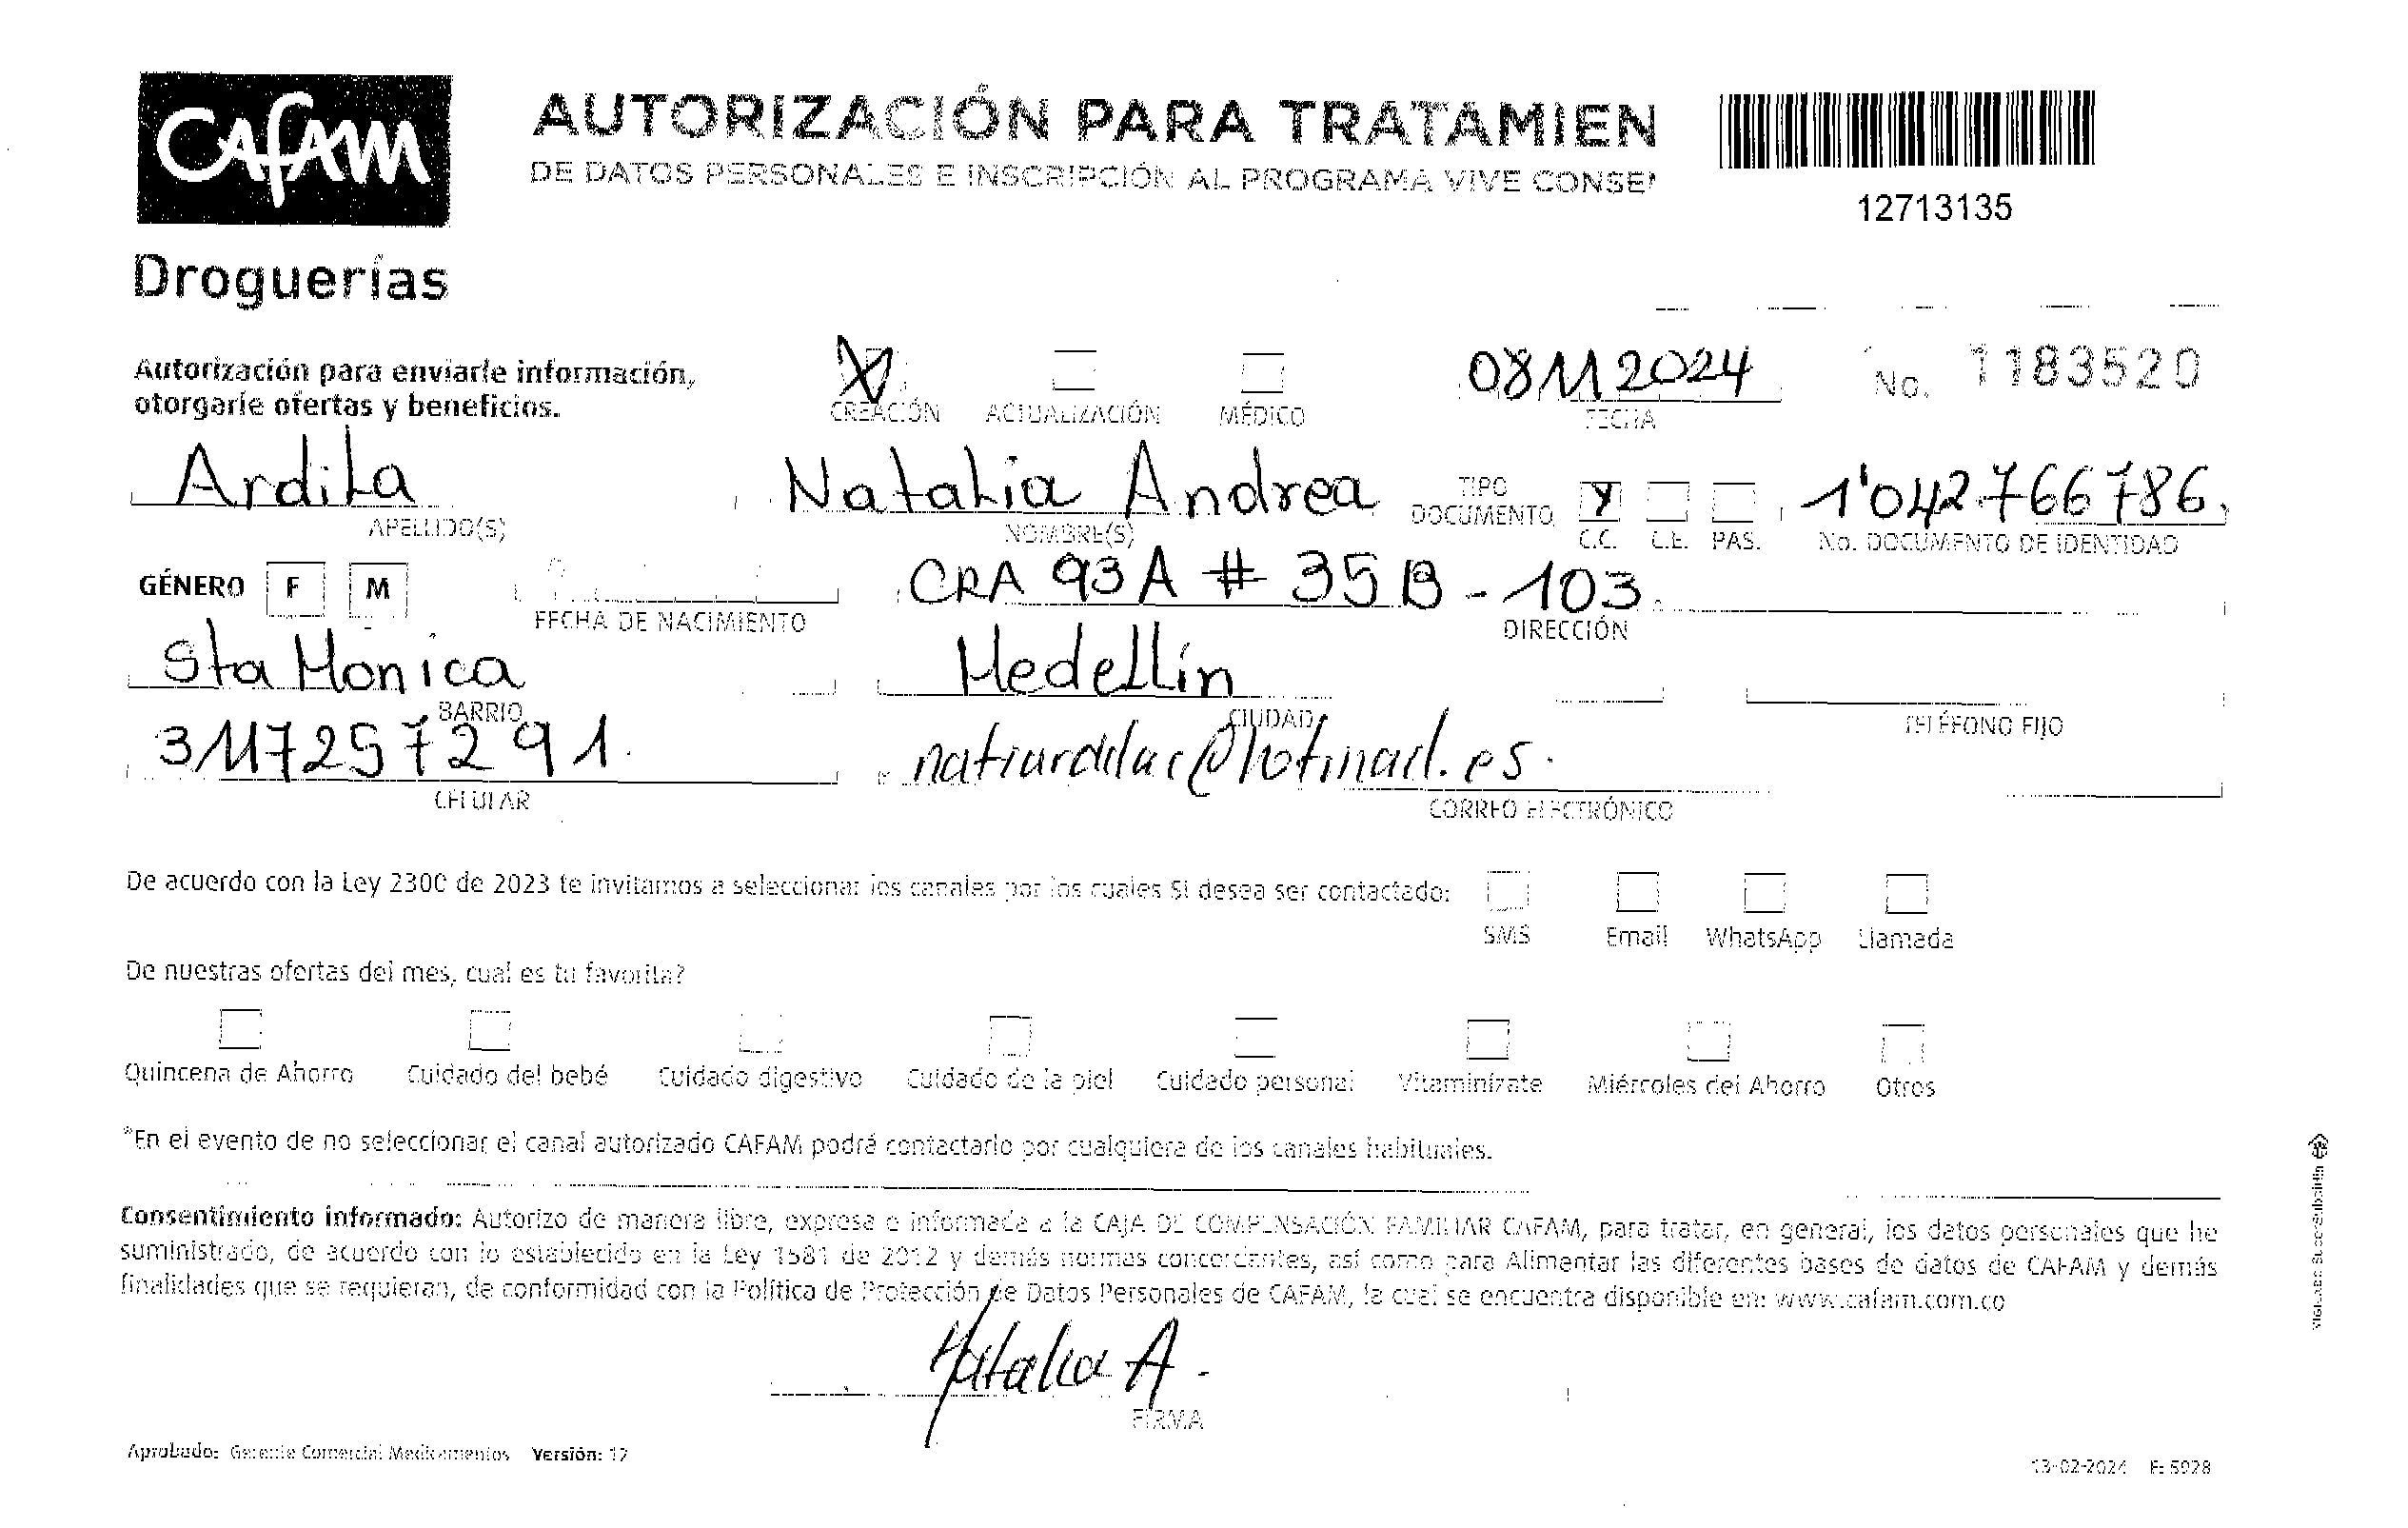 CAFAM
Droguerías
AUTORIZACIÓN PARA TRATAMIEN
DE DATOS PERSONALES E INSCRIPCIÓN AL PROGRAMA VIVE CONSE
12713135
Autorización para enviarle información,
otorgarle ofertas y beneficios.
X CREACIÓN ACTUALIZACIÓN MÉDICO
08112024
FECHA
No. 1183520
Ardila Natalia Andrea TIPO DOCUMENTO X 1'042766786.
APELLIDO(S) NOMBRE(S) C.C. C.E. PAS. No. DOCUMENTO DE IDENTIDAD
GÉNERO F M CRA 93A # 35B - 103.
FECHA DE NACIMIENTO DIRECCIÓN
Sta Monica Medellín
BARRIO CIUDAD TELÉFONO FIJO
3117257291. natiardilac@hotmail.es.
CELULAR CORREO ELECTRÓNICO
De acuerdo con la Ley 2300 de 2023 te invitamos a seleccionar los canales por los cuales SI desea ser contactado:
SMS Email WhatsApp Llamada
De nuestras ofertas del mes, cual es tu favorita?
Quincena de Ahorro Cuidado del bebé Cuidado digestivo Cuidado de la piel Cuidado personal Vitaminízate Miércoles del Ahorro Otros
*En el evento de no seleccionar el canal autorizado CAFAM podrá contactarlo por cualquiera de los canales habituales.
Consentimiento informado: Autorizo de manera libre, expresa e informada a la CAJA DE COMPENSACIÓN FAMILIAR CAFAM, para tratar, en general, los datos personales que he
suministrado, de acuerdo con lo establecido en la Ley 1581 de 2012 y demás normas concordantes, así como para Alimentar las diferentes bases de datos de CAFAM y demás
finalidades que se requieran, de conformidad con la Política de Protección de Datos Personales de CAFAM, la cual se encuentra disponible en: www.cafam.com.co
Natalia A.
FIRMA
Aprobado: Gerente Comercial Medicamentos Versión: 12
13-02-2024 F: 5928